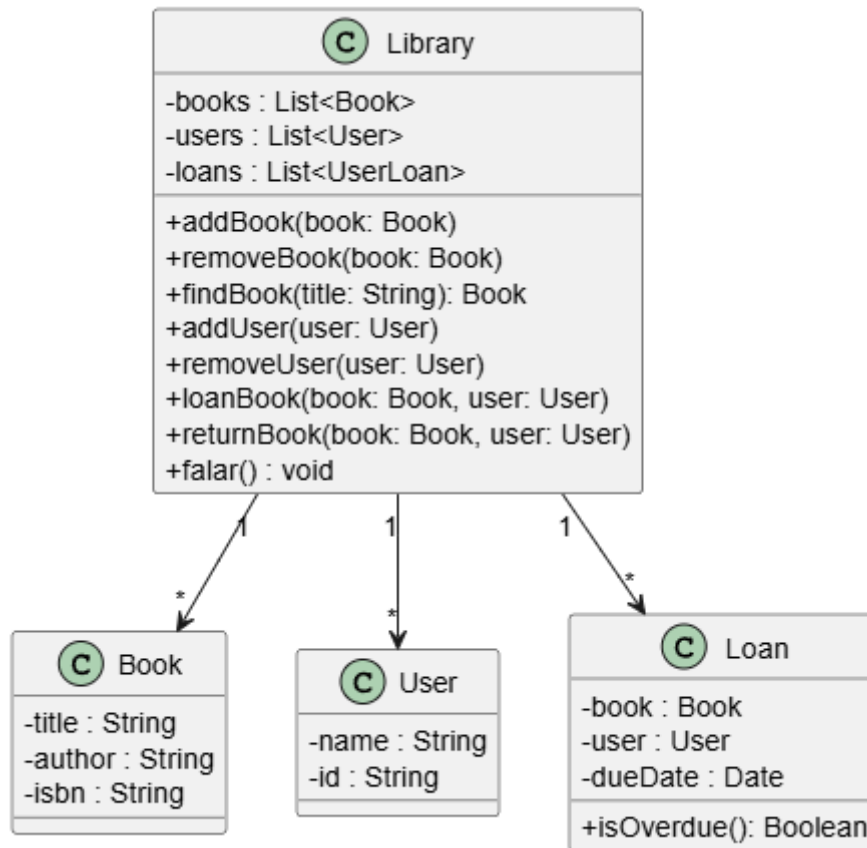 C Library
-books : List<Book>
-users : List<User>
-loans : List<UserLoan>
+addBook(book: Book)
+removeBook(book: Book)
+findBook(title: String): Book
+addUser(user: User)
+removeUser(user: User)
+loanBook(book: Book, user: User)
+returnBook(book: Book, user: User)
+falar() : void
1
1
1
*
*
*
C Book
-title : String
-author : String
-isbn : String
C User
-name : String
-id : String
C Loan
-book : Book
-user : User
-dueDate : Date
+isOverdue(): Boolean